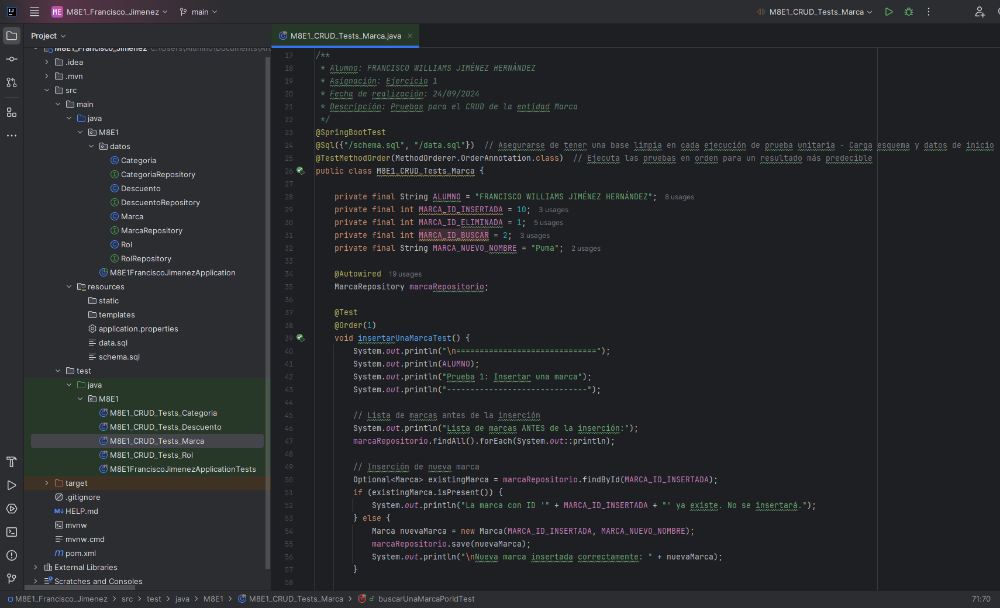 ME M8E1_Francisco_Jimenez main M8E1_CRUD_Tests_Marca
Project
M8E1_Francisco_Jimenez C:\Users\Alumno\Documents\Arc
.idea
.mvn
src
main
java
M8E1
datos
Categoria
CategoriaRepository
Descuento
DescuentoRepository
Marca
MarcaRepository
Rol
RolRepository
M8E1FranciscoJimenezApplication
resources
static
templates
application.properties
data.sql
schema.sql
test
java
M8E1
M8E1_CRUD_Tests_Categoria
M8E1_CRUD_Tests_Descuento
M8E1_CRUD_Tests_Marca
M8E1_CRUD_Tests_Rol
M8E1FranciscoJimenezApplicationTests
target
.gitignore
M↓ HELP.md
mvnw
mvnw.cmd
m pom.xml
External Libraries
Scratches and Consoles
M8E1_CRUD_Tests_Marca.java
17 /**
18 * Alumno: FRANCISCO WILLIAMS JIMÉNEZ HERNÁNDEZ
19 * Asignación: Ejercicio 1
20 * Fecha de realización: 24/09/2024
21 * Descripción: Pruebas para el CRUD de la entidad Marca
22 */
23 @SpringBootTest
24 @Sql({"/schema.sql", "/data.sql"}) // Asegurarse de tener una base limpia en cada ejecución de prueba unitaria - Carga esquema y datos de inicio
25 @TestMethodOrder(MethodOrderer.OrderAnnotation.class) // Ejecuta las pruebas en orden para un resultado más predecible
26 public class M8E1_CRUD_Tests_Marca {
27
28 private final String ALUMNO = "FRANCISCO WILLIAMS JIMÉNEZ HERNÁNDEZ"; 8 usages
29 private final int MARCA_ID_INSERTADA = 10; 3 usages
30 private final int MARCA_ID_ELIMINADA = 1; 5 usages
31 private final int MARCA_ID_BUSCAR = 2; 3 usages
32 private final String MARCA_NUEVO_NOMBRE = "Puma"; 2 usages
33
34 @Autowired 19 usages
35 MarcaRepository marcaRepositorio;
36
37 @Test
38 @Order(1)
39 void insertarUnaMarcaTest() {
40 System.out.println("\n==============================");
41 System.out.println(ALUMNO);
42 System.out.println("Prueba 1: Insertar una marca");
43 System.out.println("------------------------------");
44
45 // Lista de marcas antes de la inserción
46 System.out.println("Lista de marcas ANTES de la inserción:");
47 marcaRepositorio.findAll().forEach(System.out::println);
48
49 // Inserción de nueva marca
50 Optional<Marca> existingMarca = marcaRepositorio.findById(MARCA_ID_INSERTADA);
51 if (existingMarca.isPresent()) {
52 System.out.println("La marca con ID '" + MARCA_ID_INSERTADA + "' ya existe. No se insertará.");
53 } else {
54 Marca nuevaMarca = new Marca(MARCA_ID_INSERTADA, MARCA_NUEVO_NOMBRE);
55 marcaRepositorio.save(nuevaMarca);
56 System.out.println("\nNueva marca insertada correctamente: " + nuevaMarca);
57 }
58
M8E1_Francisco_Jimenez > src > test > java > M8E1 > M8E1_CRUD_Tests_Marca > buscarUnaMarcaPorIdTest 71:70